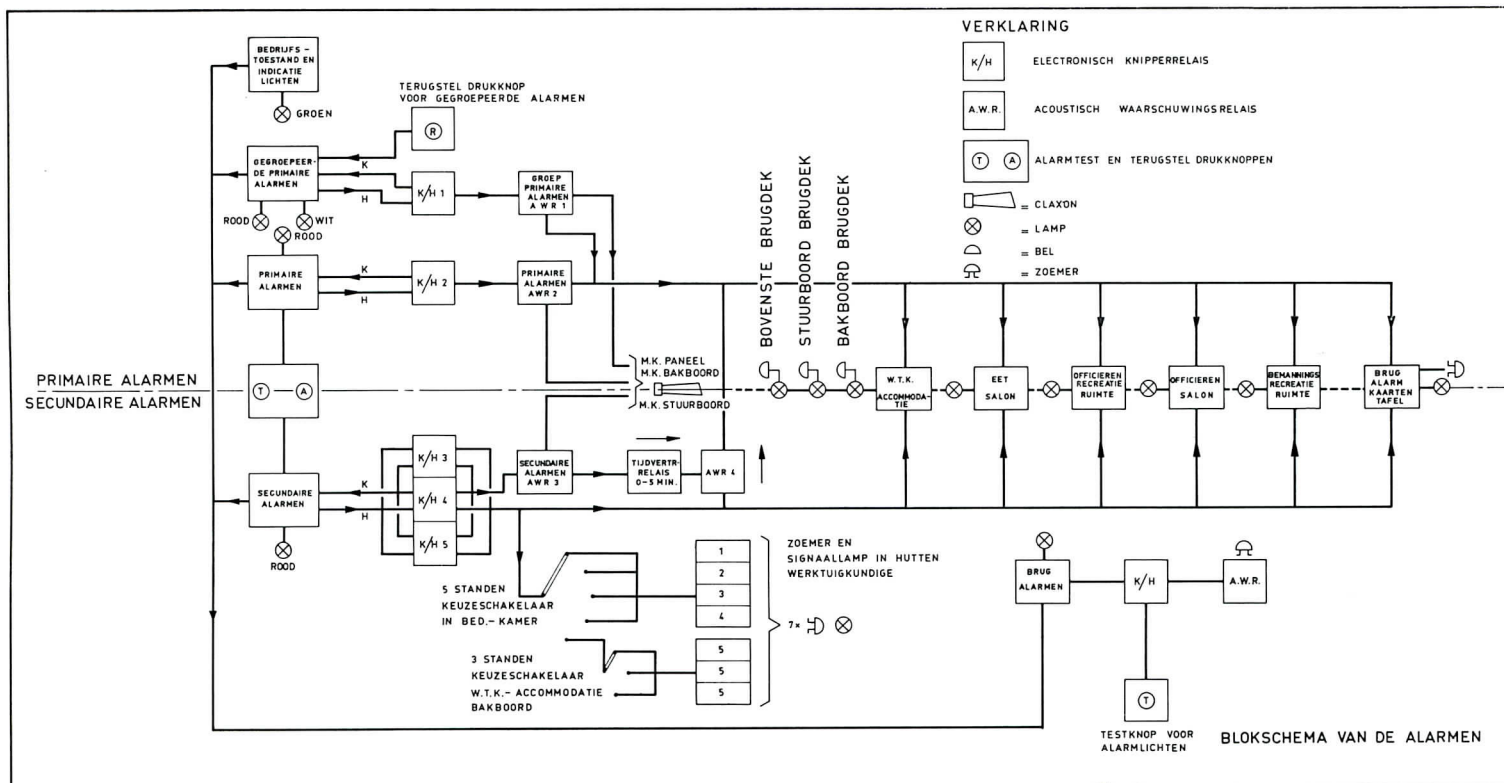 BEDRIJFS-
TOESTAND EN
INDICATIE
LICHTEN
GROEN
TERUGSTEL DRUKKNOP
VOOR GEGROEPEERDE ALARMEN
R
GEGROEPEER-
DE PRIMAIRE
ALARMEN
K
H
K/H 1
GROEP
PRIMAIRE
ALARMEN
A W R 1
ROOD
WIT
ROOD
PRIMAIRE
ALARMEN
K
H
K/H 2
PRIMAIRE
ALARMEN
AWR 2
PRIMAIRE ALARMEN
SECUNDAIRE ALARMEN
T
A
M.K. PANEEL
M.K. BAKBOORD
M.K. STUURBOORD
BOVENSTE BRUGDEK
STUURBOORD BRUGDEK
BAKBOORD BRUGDEK
W.T.K.
ACCOMMODA-
TIE
EET
SALON
OFFICIEREN
RECREATIE
RUIMTE
OFFICIEREN
SALON
BEMANNINGS
RECREATIE
RUIMTE
BRUG
ALARM
KAARTEN
TAFEL
SECUNDAIRE
ALARMEN
K
H
ROOD
K/H 3
K/H 4
K/H 5
SECUNDAIRE
ALARMEN
AWR 3
TIJDVERTR-
RELAIS
0-5 MIN.
AWR 4
5 STANDEN
KEUZESCHAKELAAR
IN BED.- KAMER
3 STANDEN
KEUZESCHAKELAAR
W.T.K.- ACCOMMODATIE
BAKBOORD
1
2
3
4
5
5
5
ZOEMER EN
SIGNAALLAMP IN HUTTEN
WERKTUIGKUNDIGE
7×
BRUG
ALARMEN
K/H
A.W.R.
T
TESTKNOP VOOR
ALARMLICHTEN
VERKLARING
K/H ELECTRONISCH KNIPPERRELAIS
A.W.R. ACOUSTISCH WAARSCHUWINGSRELAIS
T A ALARMTEST EN TERUGSTEL DRUKKNOPPEN
= CLAXON
= LAMP
= BEL
= ZOEMER
BLOKSCHEMA VAN DE ALARMEN